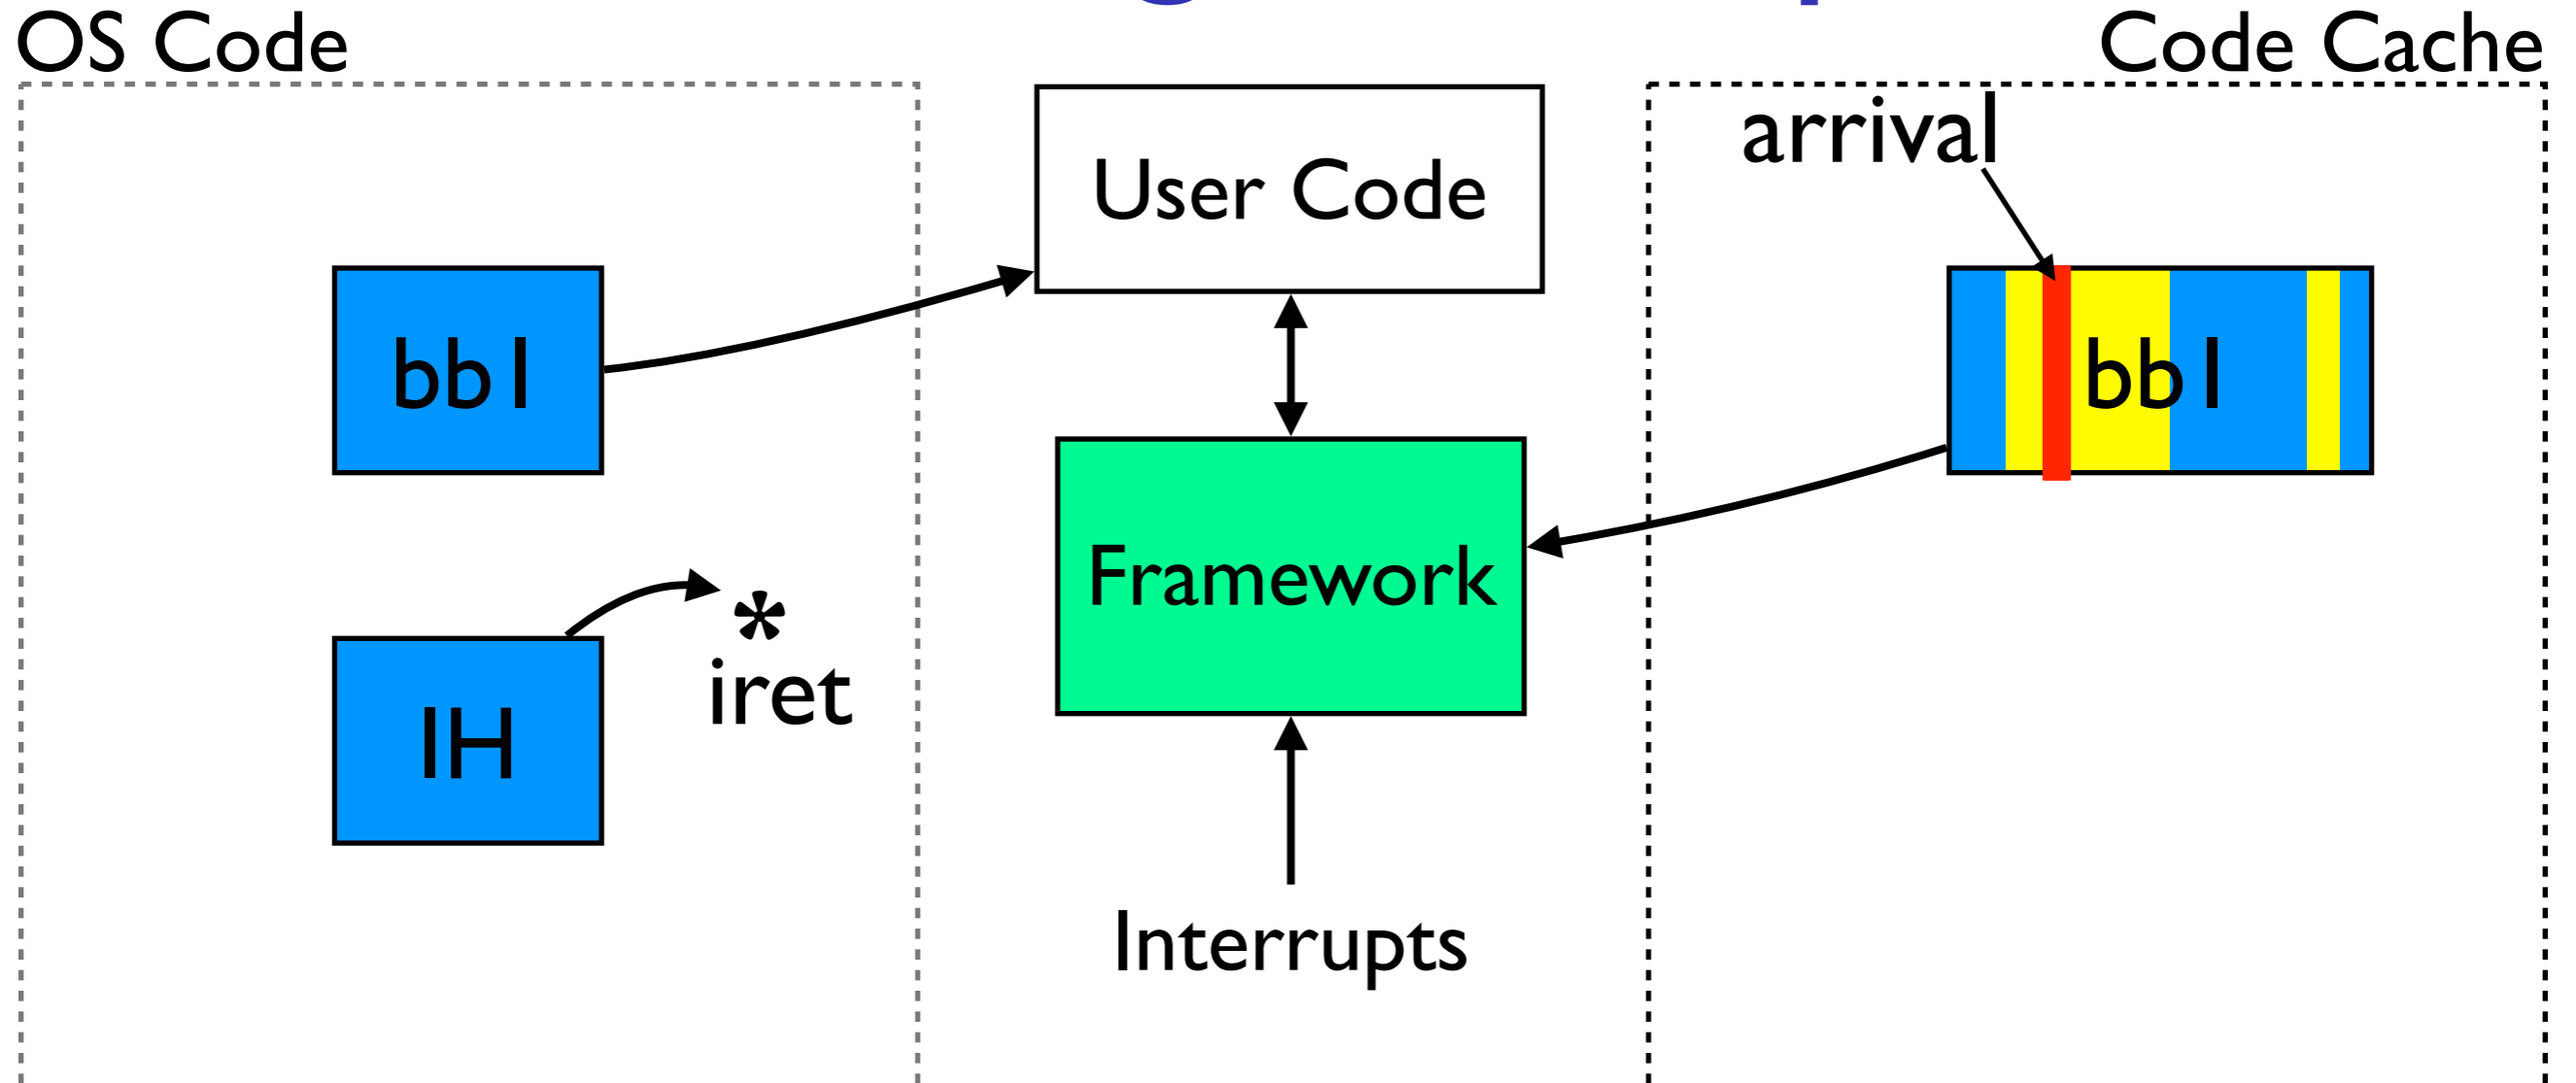 OS Code
Code Cache
arrival
User Code
bb1
bb1
Framework
*
iret
IH
Interrupts